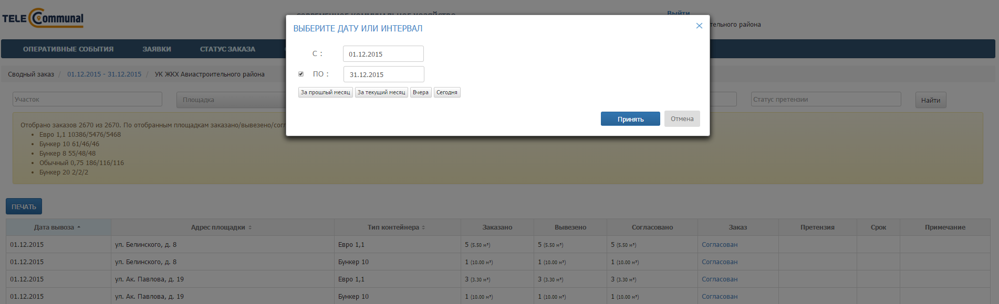 TELE Communal
Выйти
тельного района
ОПЕРАТИВНЫЕ СОБЫТИЯ ЗАЯВКИ СТАТУС ЗАКАЗА
ВЫБЕРИТЕ ДАТУ ИЛИ ИНТЕРВАЛ ×
С : 01.12.2015
ПО : 31.12.2015
За прошлый месяц За текущий месяц Вчера Сегодня
Принять Отмена
Сводный заказ / 01.12.2015 - 31.12.2015 / УК ЖКХ Авиастроительного района
Участок Площадка Статус претензии Найти
Отобрано заказов 2670 из 2670. По отобранным площадкам заказано/вывезено/согл
• Евро 1,1 10386/5476/5468
• Бункер 10 61/46/46
• Бункер 8 55/48/48
• Обычный 0,75 186/116/116
• Бункер 20 2/2/2
ПЕЧАТЬ
Дата вывоза Адрес площадки Тип контейнера Заказано Вывезено Согласовано Заказ Претензия Срок Примечание
01.12.2015 ул. Белинского, д. 8 Евро 1,1 5 (5.50 м³) 5 (5.50 м³) 5 (5.50 м³) Согласован
01.12.2015 ул. Белинского, д. 8 Бункер 10 1 (10.00 м³) 1 (10.00 м³) 1 (10.00 м³) Согласован
01.12.2015 ул. Ак. Павлова, д. 19 Евро 1,1 3 (3.30 м³) 3 (3.30 м³) 3 (3.30 м³) Согласован
01.12.2015 ул. Ак. Павлова, д. 19 Бункер 10 1 (10.00 м³) 1 (10.00 м³) 1 (10.00 м³) Согласован